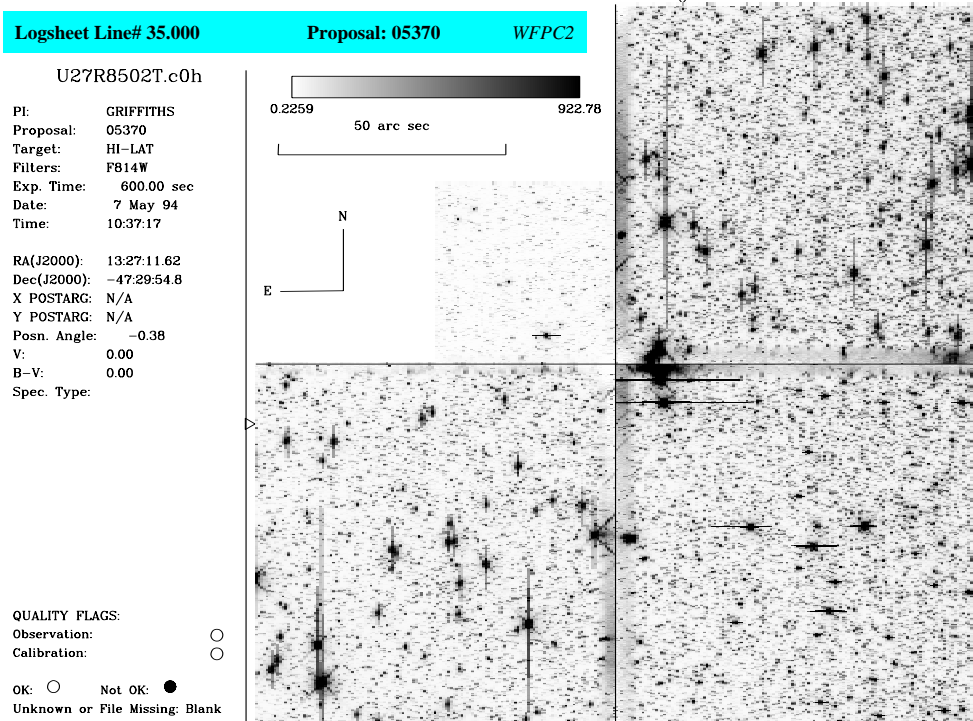 Logsheet Line# 35.000 Proposal: 05370 WFPC2
U27R8502T.c0h
0.2259 922.78
50 arc sec
PI: GRIFFITHS
Proposal: 05370
Target: HI-LAT
Filters: F814W
Exp. Time: 600.00 sec
Date: 7 May 94
Time: 10:37:17
RA(J2000): 13:27:11.62
Dec(J2000): -47:29:54.8
X POSTARG: N/A
Y POSTARG: N/A
Posn. Angle: -0.38
V: 0.00
B-V: 0.00
Spec. Type:
N
E
QUALITY FLAGS:
Observation:
Calibration:
OK: Not OK:
Unknown or File Missing: Blank